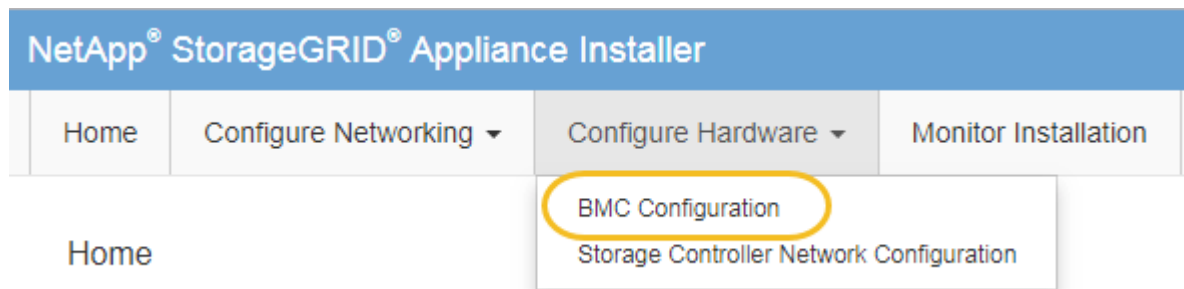 NetApp® StorageGRID® Appliance Installer
Home Configure Networking Configure Hardware Monitor Installation
BMC Configuration
Home Storage Controller Network Configuration